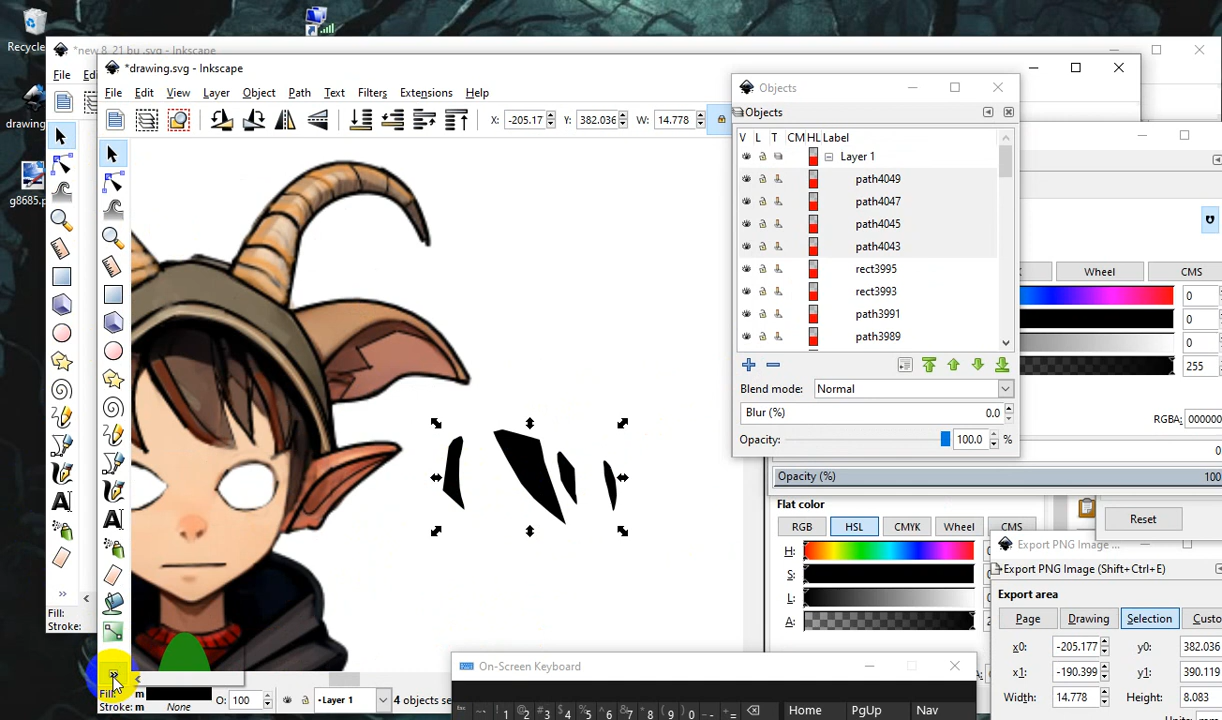 Recycle
drawing
g8685.p
*new 8_21 bu .svg - Inkscape
File Ed
*drawing.svg - Inkscape
File Edit View Layer Object Path Text Filters Extensions Help
X: -205.17 Y: 382.036 W: 14.778
Objects
Objects
V L T CM HL Label
Layer 1
path4049
path4047
path4045
path4043
rect3995
rect3993
path3991
path3989
Blend mode: Normal
Blur (%) 0.0
Opacity: 100.0 %
Wheel CMS
0
0
0
255
RGBA: 000000
Opacity (%) 100
Flat color
RGB HSL CMYK Wheel CMS
H:
S:
L:
A:
Reset
Export PNG Image ...
Export PNG Image (Shift+Ctrl+E)
Export area
Page Drawing Selection Custo
x0: -205.177 y0: 382.036
x1: -190.399 y1: 390.119
Width: 14.778 Height: 8.083
Fill:
Stroke:
Fill: m
Stroke: m None
O: 100
Layer 1
4 objects se
On-Screen Keyboard
Home PgUp Nav